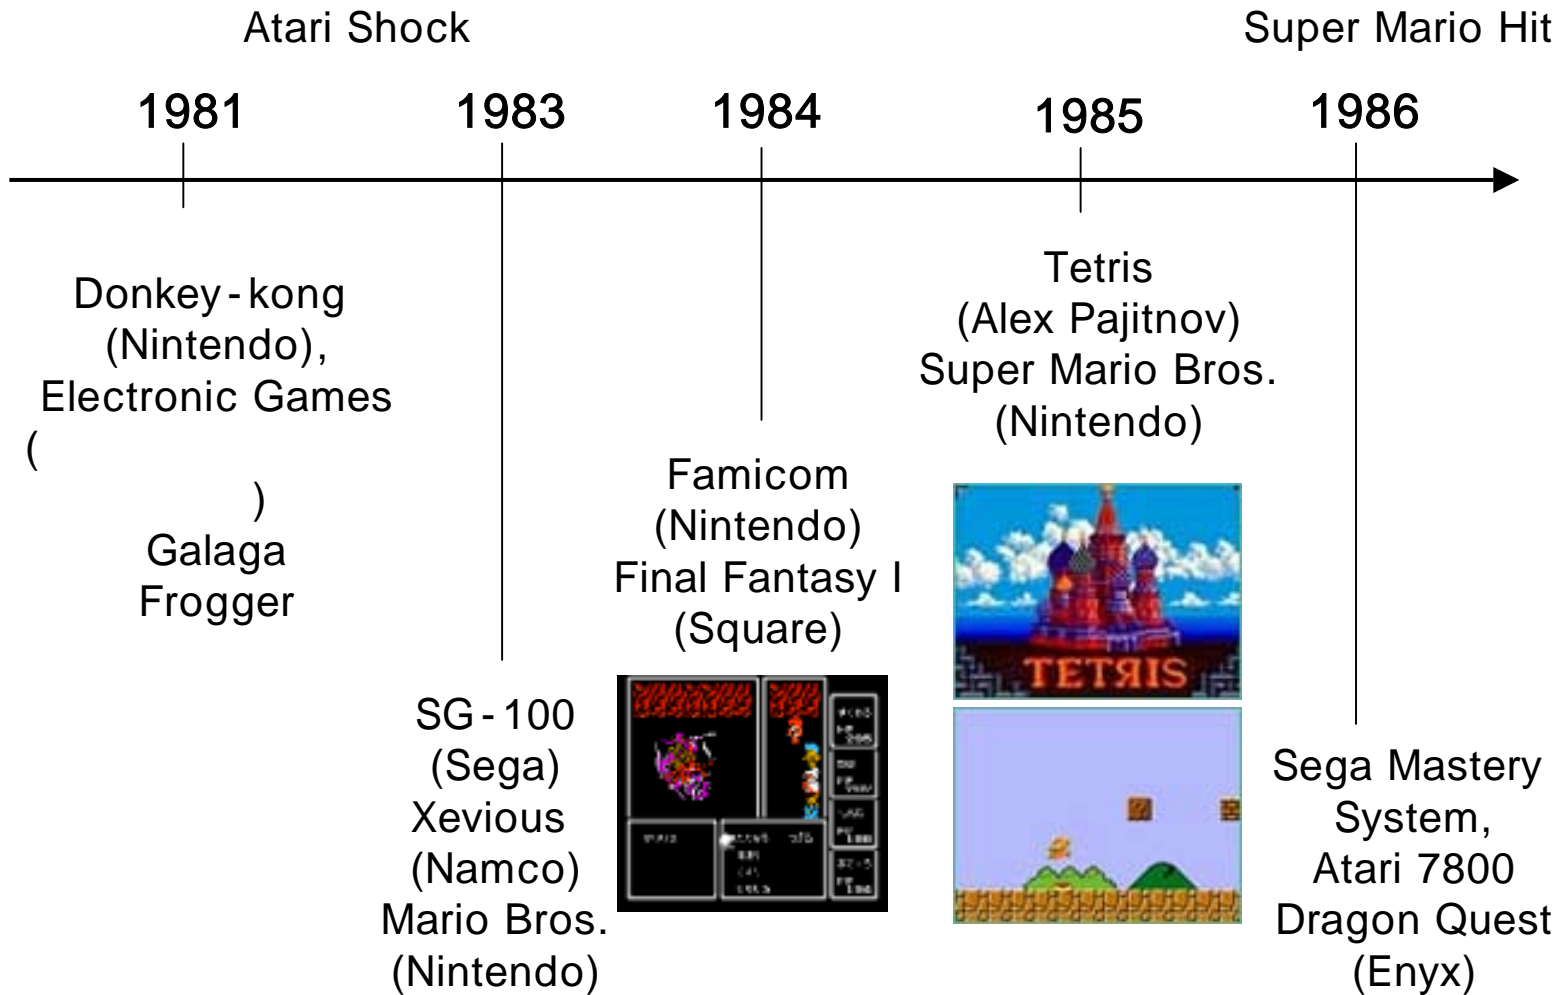 Atari Shock
Super Mario Hit
1981
1983
1984
1985
1986
Donkey-kong
(Nintendo),
Electronic Games
(
)
Galaga
Frogger
SG-100
(Sega)
Xevious
(Namco)
Mario Bros.
(Nintendo)
Famicom
(Nintendo)
Final Fantasy I
(Square)
Tetris
(Alex Pajitnov)
Super Mario Bros.
(Nintendo)
TETЯIS
Sega Mastery
System,
Atari 7800
Dragon Quest
(Enyx)